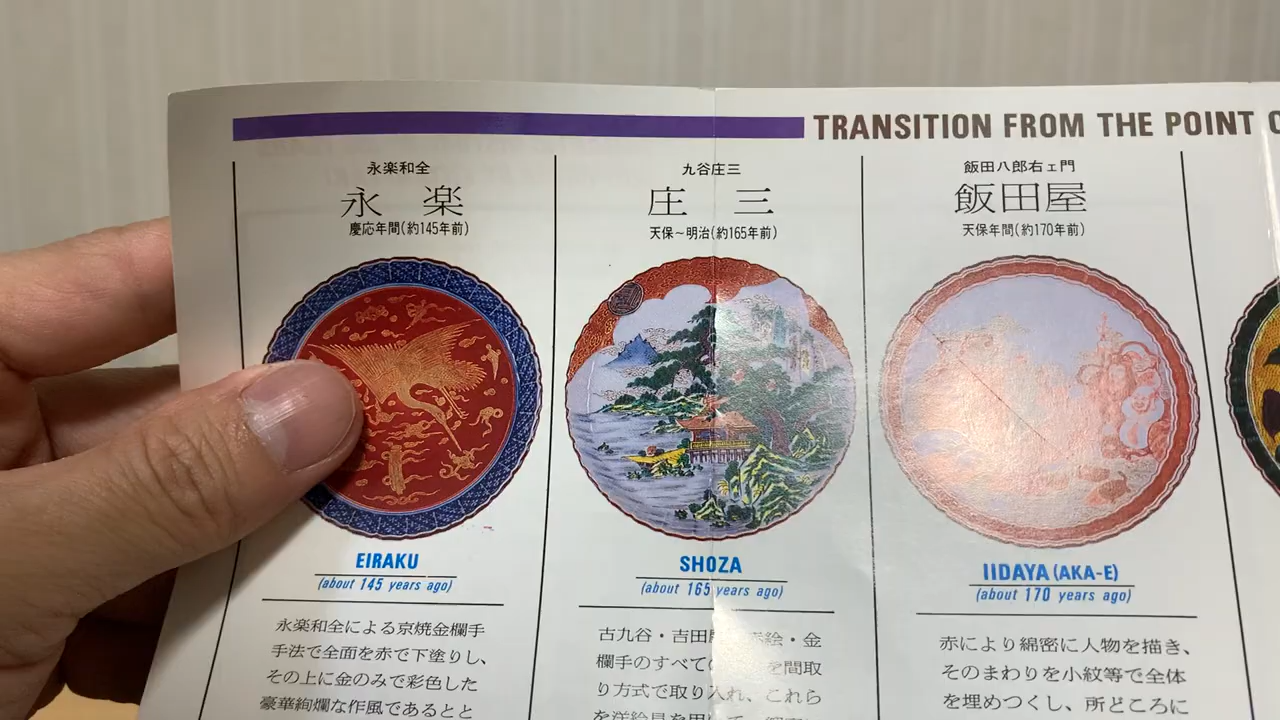 TRANSITION FROM THE POINT
永楽和全
永 楽
慶応年間(約145年前)
EIRAKU
(about 145 years ago)
永楽和全による京焼金欄手
手法で全面を赤で下塗りし、
その上に金のみで彩色した
豪華絢爛な作風であるとと
九谷庄三
庄 三
天保～明治(約165年前)
SHOZA
(about 165 years ago)
古九谷・吉田 絵・金
欄手のすべて を間取
り方式で取り入れ、これら
飯田八郎右ェ門
飯田屋
天保年間(約170年前)
IIDAYA (AKA-E)
(about 170 years ago)
赤により綿密に人物を描き、
そのまわりを小紋等で全体
を埋めつくし、所どころに